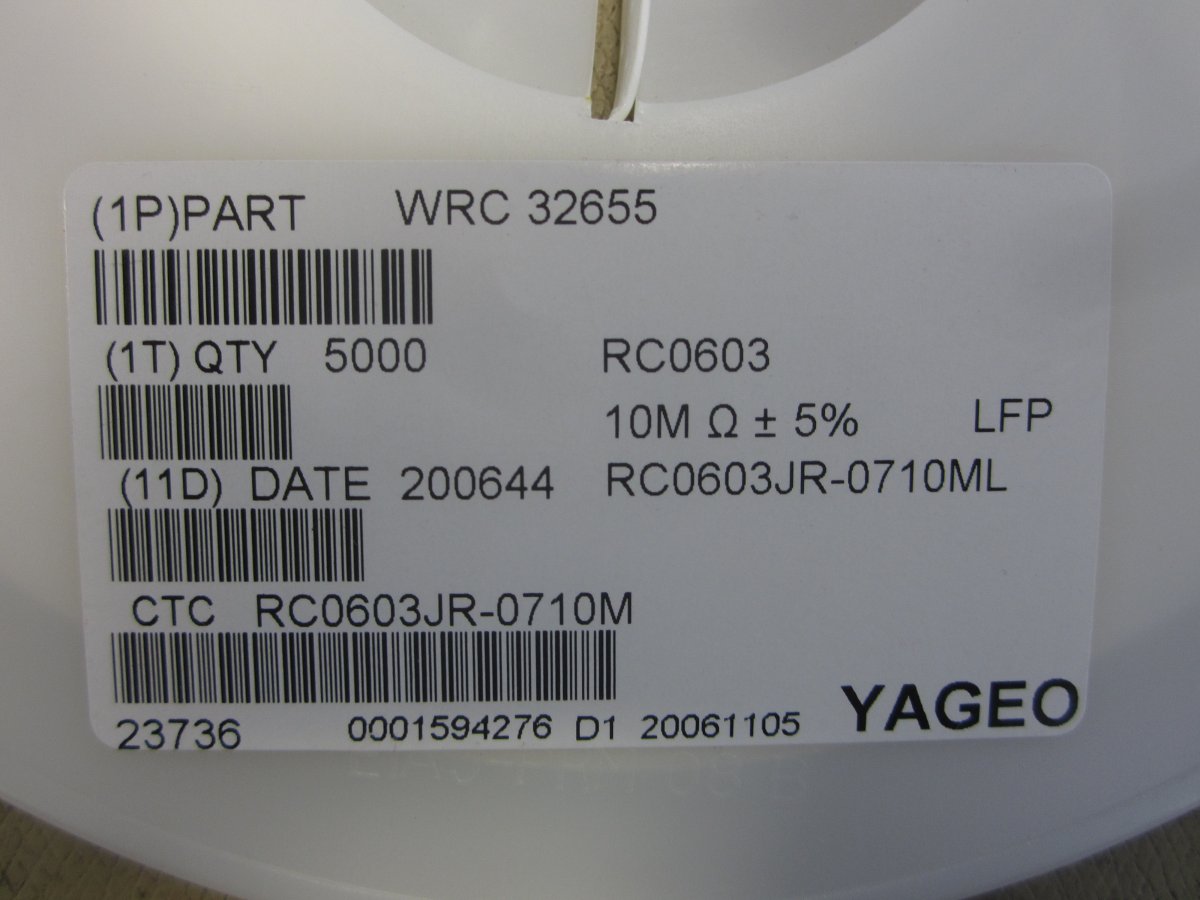 (1P)PART WRC 32655
(1T) QTY 5000 RC0603
10M Ω ± 5% LFP
(11D) DATE 200644 RC0603JR-0710ML
CTC RC0603JR-0710M
23736 0001594276 D1 20061105 YAGEO